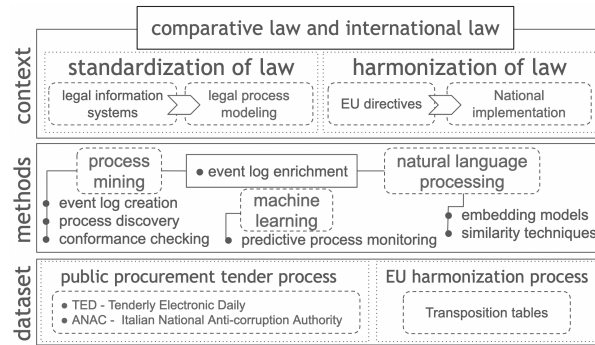 comparative law and international law
context
standardization of law
legal information
systems
legal process
modeling
harmonization of law
EU directives
National
implementation
methods
process
mining
● event log enrichment
natural language
processing
event log creation
process discovery
conformance checking
machine
learning
predictive process monitoring
embedding models
similarity techniques
dataset
public procurement tender process
● TED - Tenderly Electronic Daily
● ANAC - Italian National Anti-corruption Authority
EU harmonization process
Transposition tables